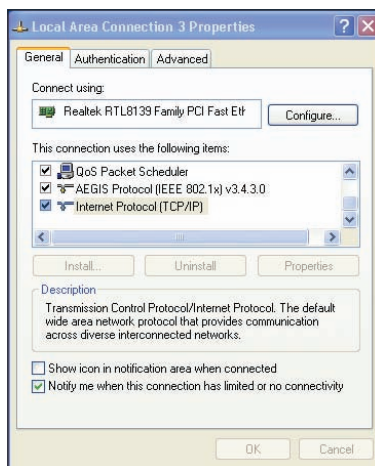 Local Area Connection 3 Properties
General Authentication Advanced
Connect using:
Realtek RTL8139 Family PCI Fast Eth
Configure...
This connection uses the following items:
QoS Packet Scheduler
AEGIS Protocol (IEEE 802.1x) v3.4.3.0
Internet Protocol (TCP/IP)
Install... Uninstall Properties
Description
Transmission Control Protocol/Internet Protocol. The default
wide area network protocol that provides communication
across diverse interconnected networks.
Show icon in notification area when connected
Notify me when this connection has limited or no connectivity
OK Cancel